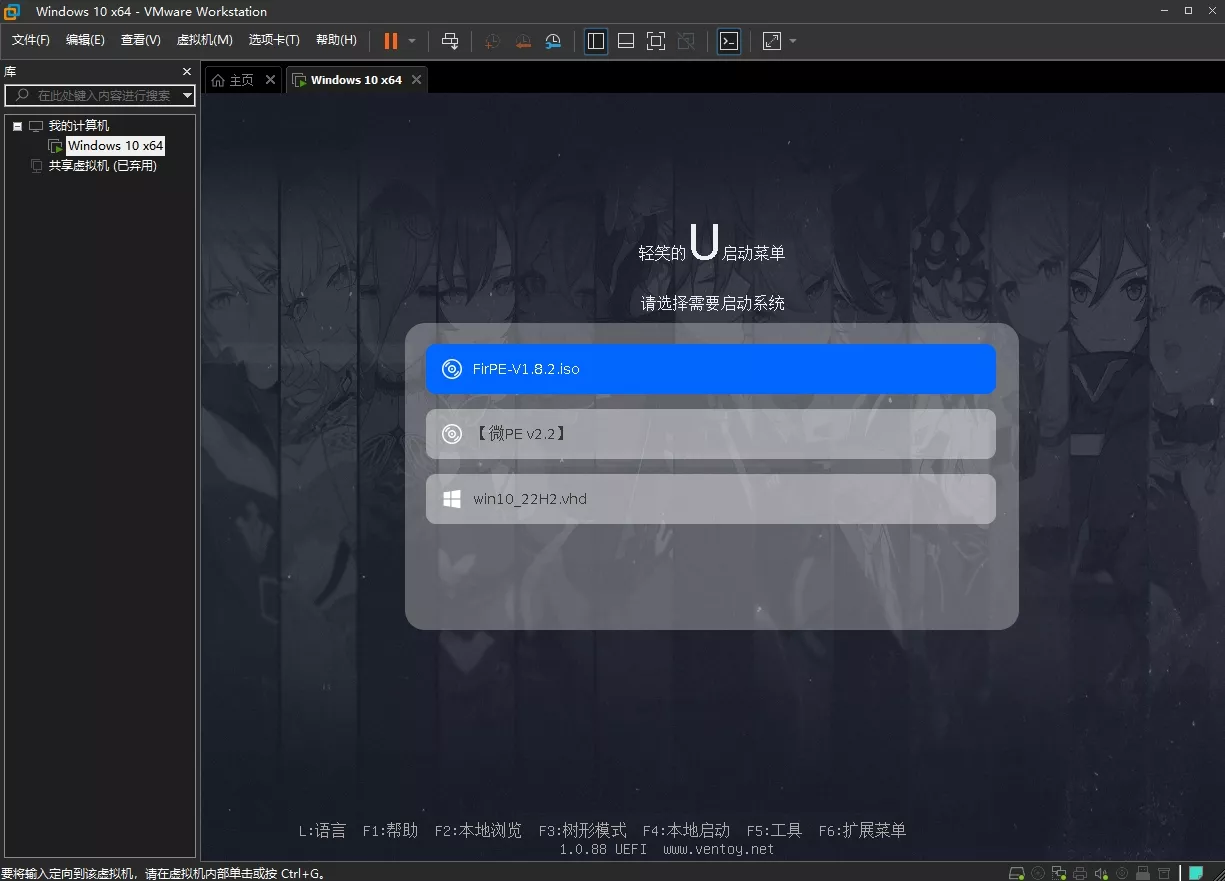 Windows 10 x64 - VMware Workstation
文件(F) 编辑(E) 查看(V) 虚拟机(M) 选项卡(T) 帮助(H)
库
在此处键入内容进行搜索
我的计算机
Windows 10 x64
共享虚拟机 (已弃用)
主页 Windows 10 x64
轻笑的U启动菜单
请选择需要启动系统
FirPE-V1.8.2.iso
【微PE v2.2】
win10_22H2.vhd
L:语言 F1:帮助 F2:本地浏览 F3:树形模式 F4:本地启动 F5:工具 F6:扩展菜单
1.0.88 UEFI www.ventoy.net
要将输入定向到该虚拟机，请在虚拟机内部单击或按 Ctrl+G。